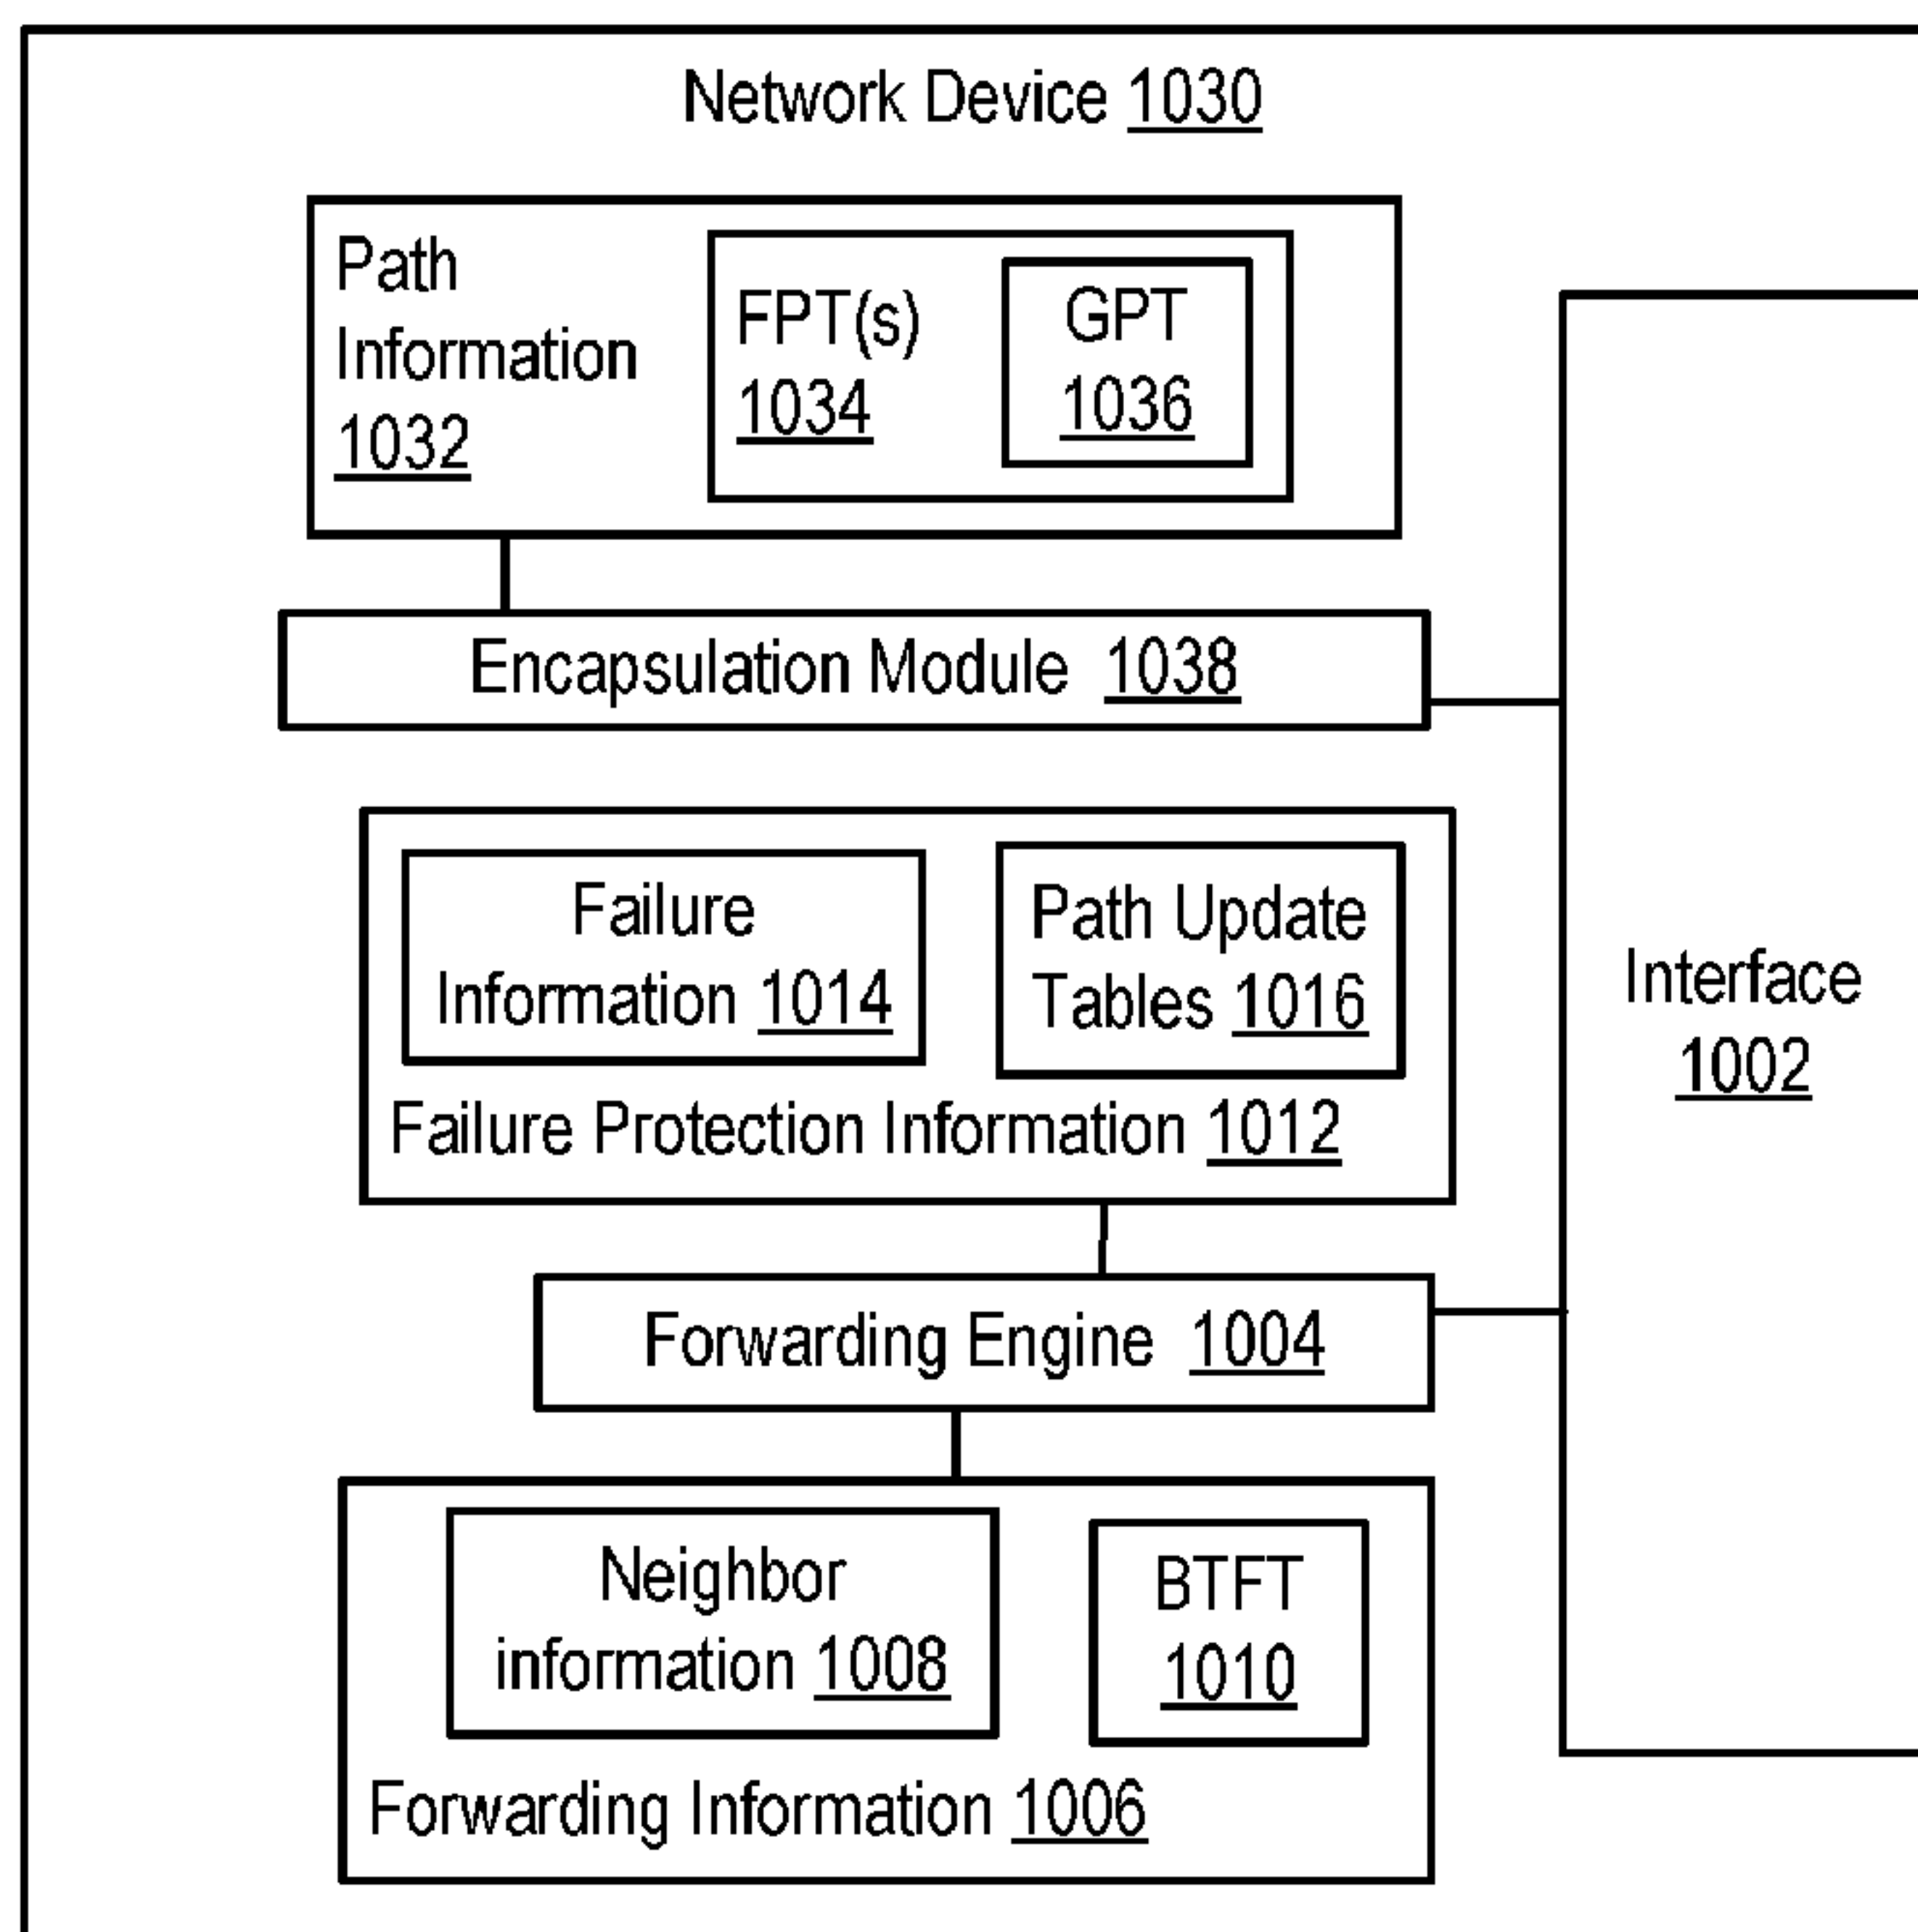 Network Device 1030
Path
Information
1032
FPT(s)
1034
GPT
1036
Encapsulation Module 1038
Failure
Information 1014
Path Update
Tables 1016
Failure Protection Information 1012
Interface
1002
Forwarding Engine 1004
Neighbor
information 1008
BTFT
1010
Forwarding Information 1006